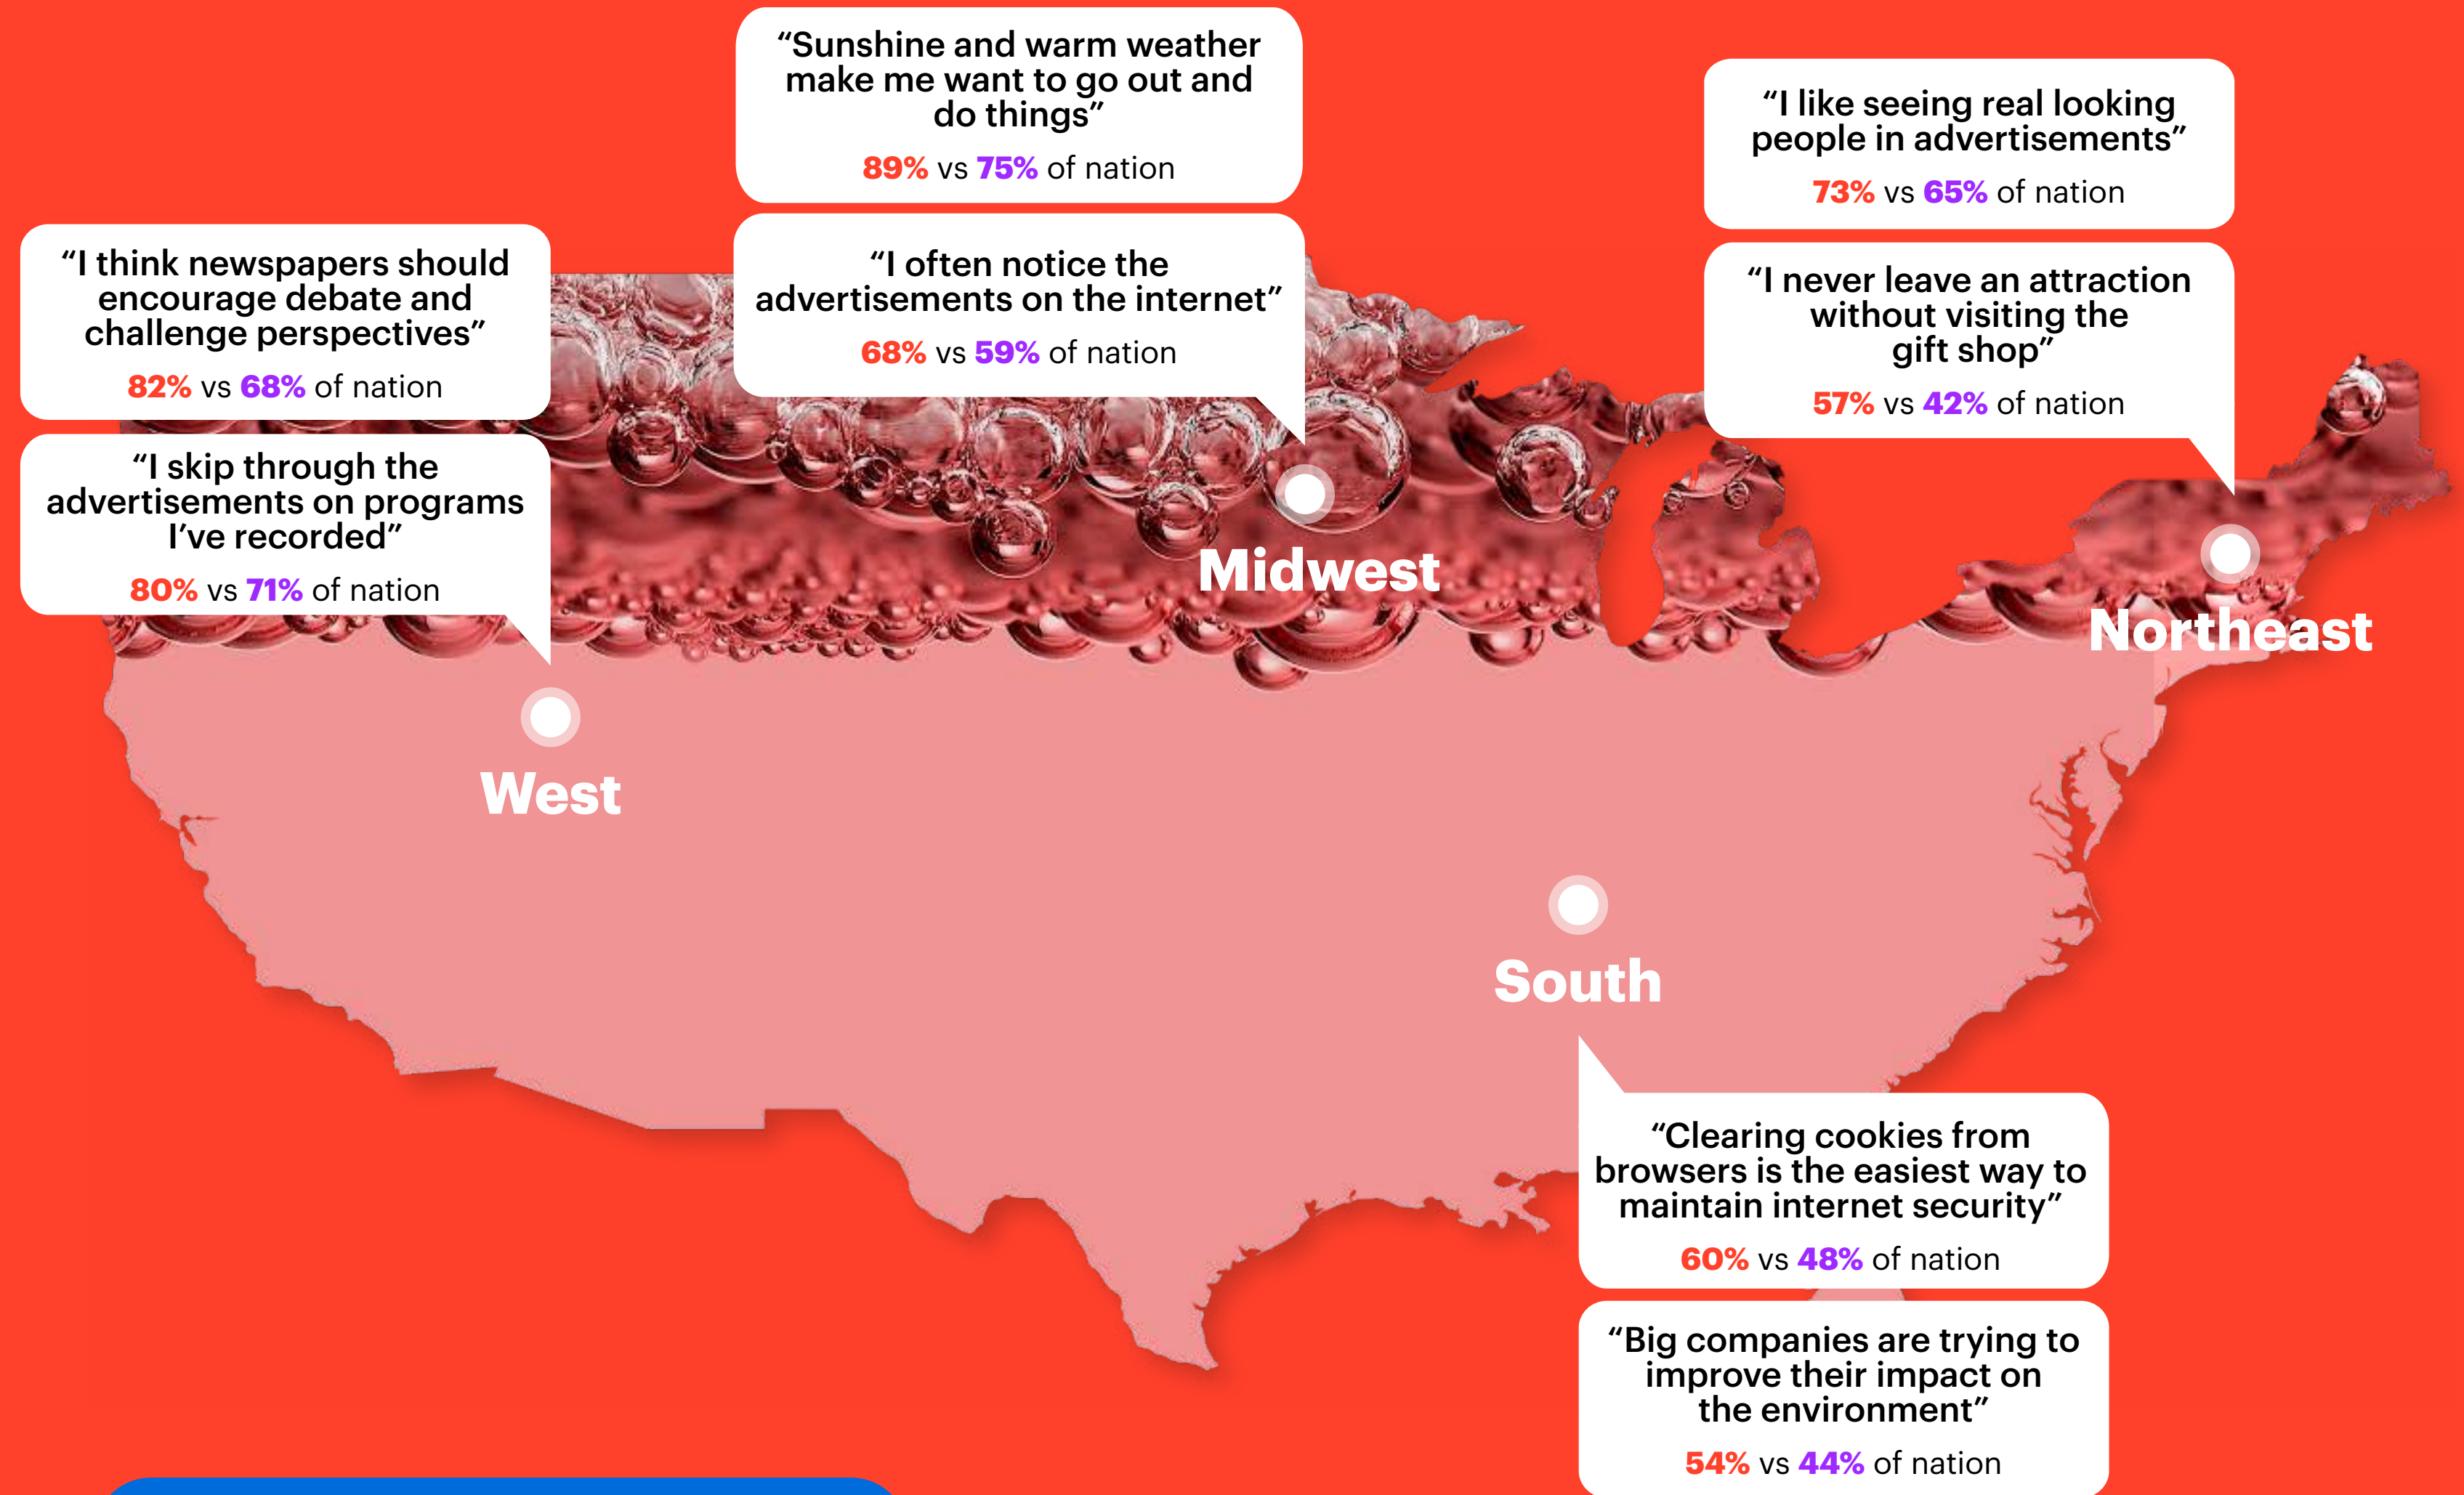 “Sunshine and warm weather
make me want to go out and
do things”
89% vs 75% of nation
“I often notice the
advertisements on the internet”
68% vs 59% of nation
“I like seeing real looking
people in advertisements”
73% vs 65% of nation
“I never leave an attraction
without visiting the
gift shop”
57% vs 42% of nation
“I think newspapers should
encourage debate and
challenge perspectives”
82% vs 68% of nation
“I skip through the
advertisements on programs
I’ve recorded”
80% vs 71% of nation
Midwest
Northeast
West
South
“Clearing cookies from
browsers is the easiest way to
maintain internet security”
60% vs 48% of nation
“Big companies are trying to
improve their impact on
the environment”
54% vs 44% of nation